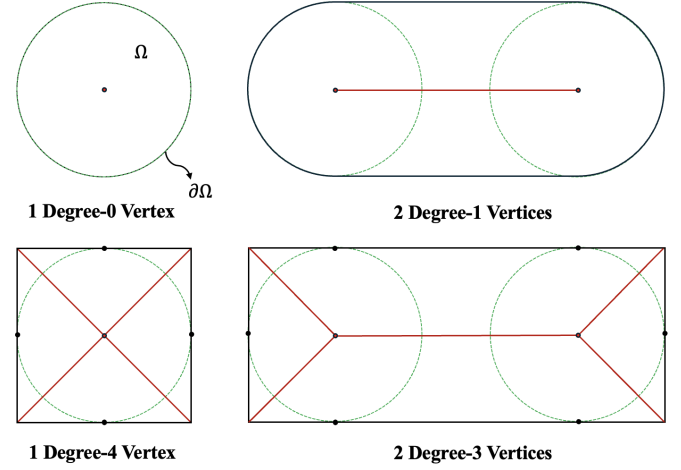 Ω
∂Ω
1 Degree-0 Vertex
2 Degree-1 Vertices
1 Degree-4 Vertex
2 Degree-3 Vertices